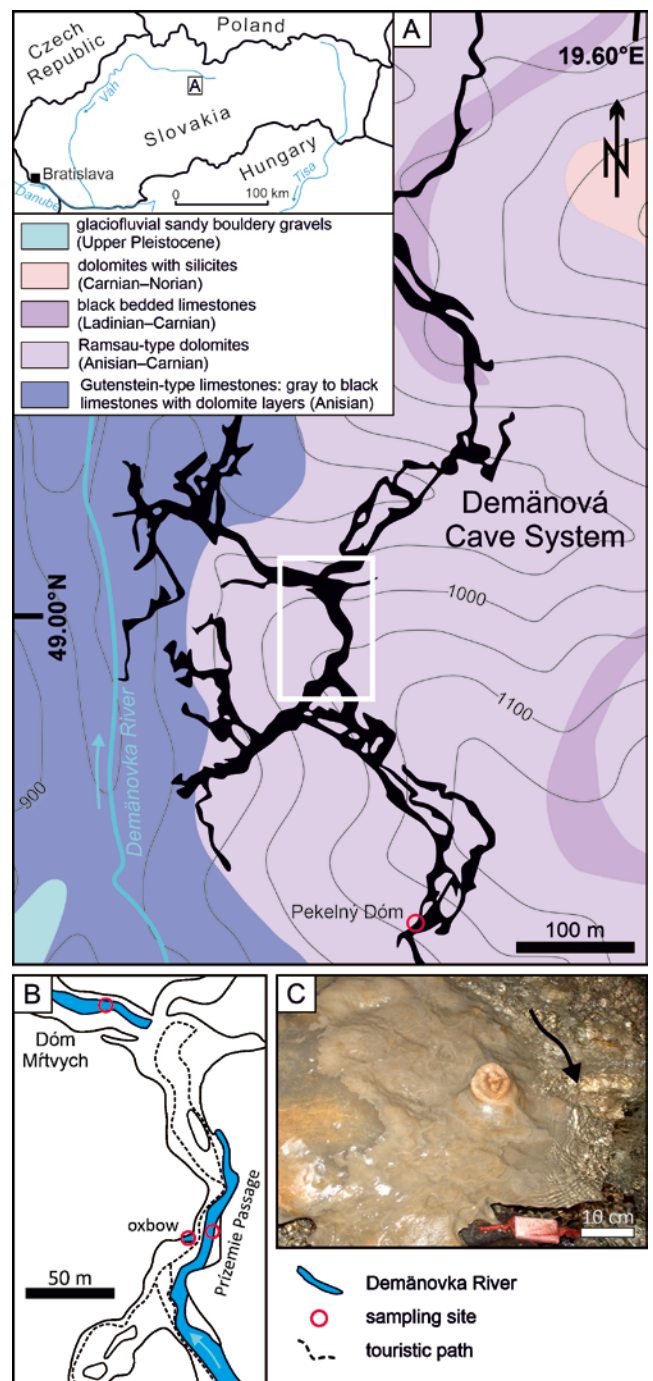 A
Poland
Czech
Republic
19.60°E
A
Váh
N
Slovakia
Hungary
Tisa
Bratislava
Danube
0
100 km
glaciofluvial sandy bouldery gravels
(Upper Pleistocene)
dolomites with silicites
(Carnian–Norian)
black bedded limestones
(Ladinian–Carnian)
Ramsau-type dolomites
(Anisian–Carnian)
Gutenstein-type limestones: gray to black
limestones with dolomite layers (Anisian)
Demänová
Cave System
49.00°N
1000
1100
Demänovka River
900
Pekelný Dóm
100 m
B
Dóm
Mŕtvych
oxbow
Prízemie Passage
50 m
C
10 cm
Demänovka River
sampling site
touristic path